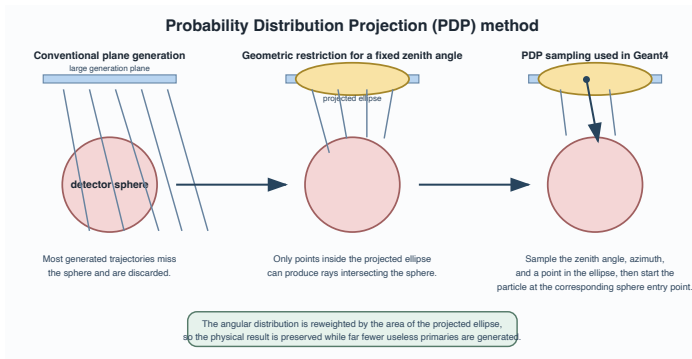 Probability Distribution Projection (PDP) method
Conventional plane generation
large generation plane
detector sphere
Most generated trajectories miss
the sphere and are discarded.
Geometric restriction for a fixed zenith angle
projected ellipse
Only points inside the projected ellipse
can produce rays intersecting the sphere.
PDP sampling used in Geant4
Sample the zenith angle, azimuth,
and a point in the ellipse, then start the
particle at the corresponding sphere entry point.
The angular distribution is reweighted by the area of the projected ellipse,
so the physical result is preserved while far fewer useless primaries are generated.